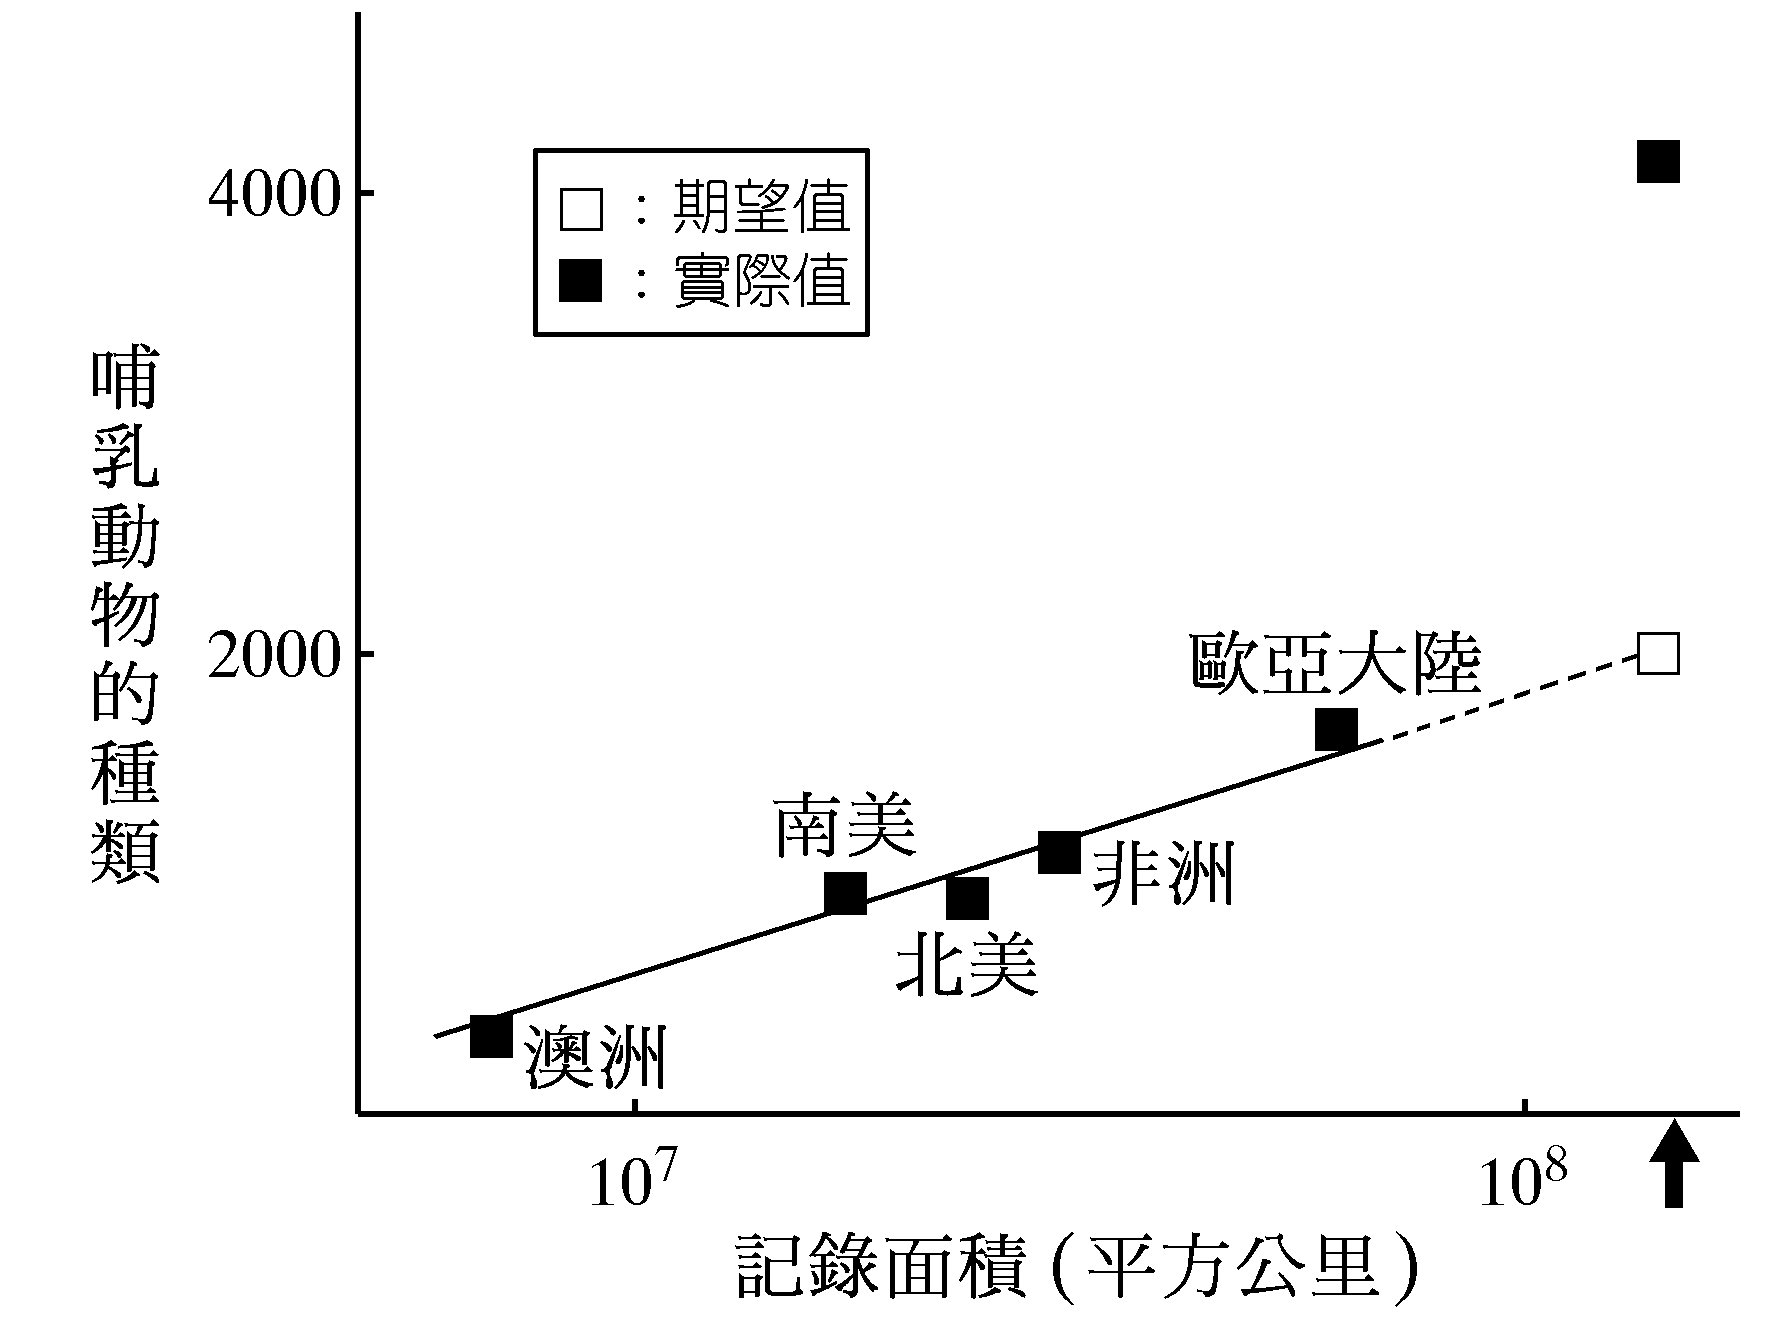 4000
□：期望值
■：實際值
哺乳動物的種類
2000
歐亞大陸
南美
非洲
北美
澳洲
10⁷
10⁸
記錄面積(平方公里)